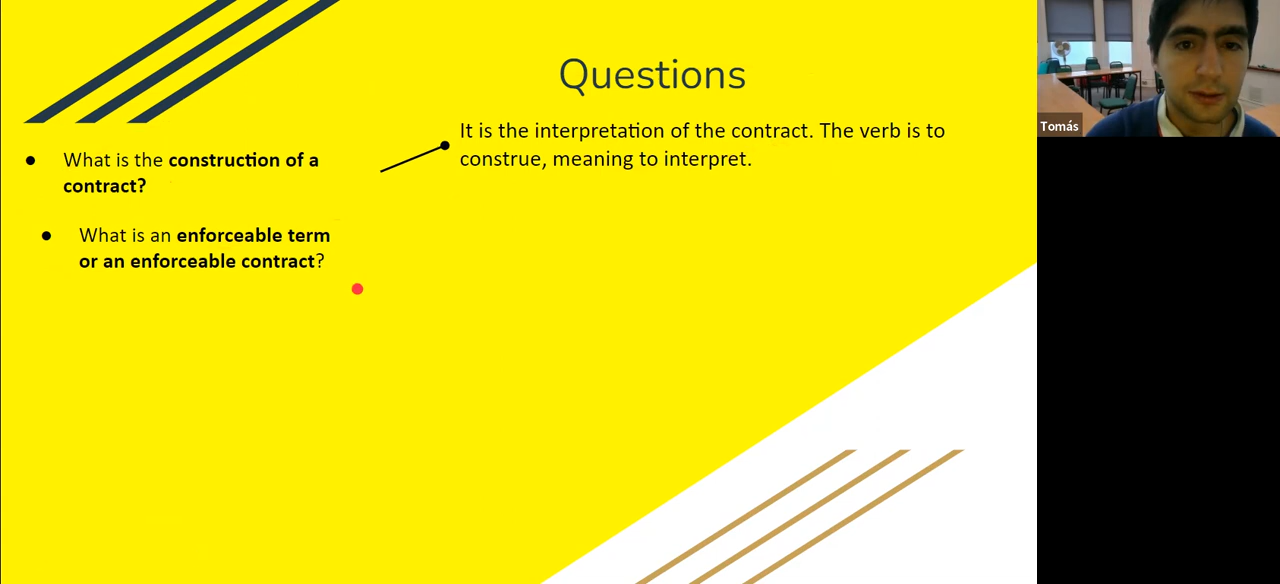 Questions
It is the interpretation of the contract. The verb is to
construe, meaning to interpret.
What is the construction of a
contract?
What is an enforceable term
or an enforceable contract?
Tomás